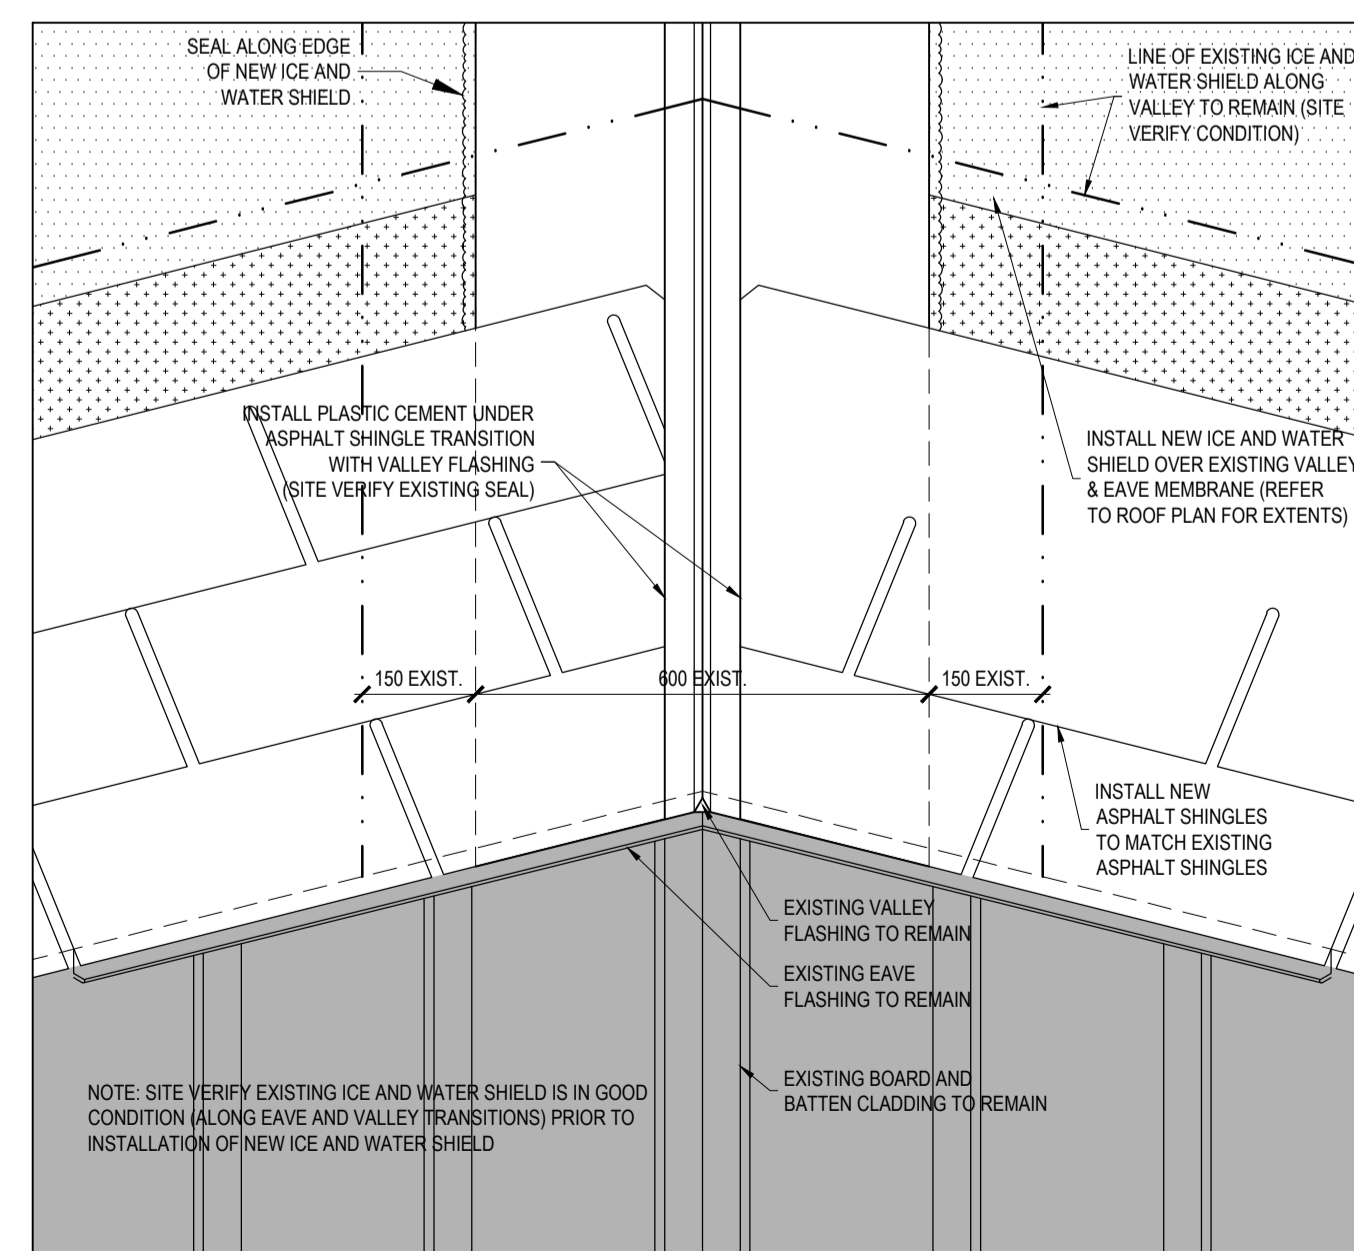 SEAL ALONG EDGE
OF NEW ICE AND
WATER SHIELD
LINE OF EXISTING ICE AND
WATER SHIELD ALONG
VALLEY TO REMAIN (SITE
VERIFY CONDITION)
INSTALL PLASTIC CEMENT UNDER
ASPHALT SHINGLE TRANSITION
WITH VALLEY FLASHING
(SITE VERIFY EXISTING SEAL)
INSTALL NEW ICE AND WATER
SHIELD OVER EXISTING VALLEY
& EAVE MEMBRANE (REFER
TO ROOF PLAN FOR EXTENTS)
150 EXIST.
600 EXIST.
150 EXIST.
INSTALL NEW
ASPHALT SHINGLES
TO MATCH EXISTING
ASPHALT SHINGLES
EXISTING VALLEY
FLASHING TO REMAIN
EXISTING EAVE
FLASHING TO REMAIN
EXISTING BOARD AND
BATTEN CLADDING TO REMAIN
NOTE: SITE VERIFY EXISTING ICE AND WATER SHIELD IS IN GOOD
CONDITION (ALONG EAVE AND VALLEY TRANSITIONS) PRIOR TO
INSTALLATION OF NEW ICE AND WATER SHIELD